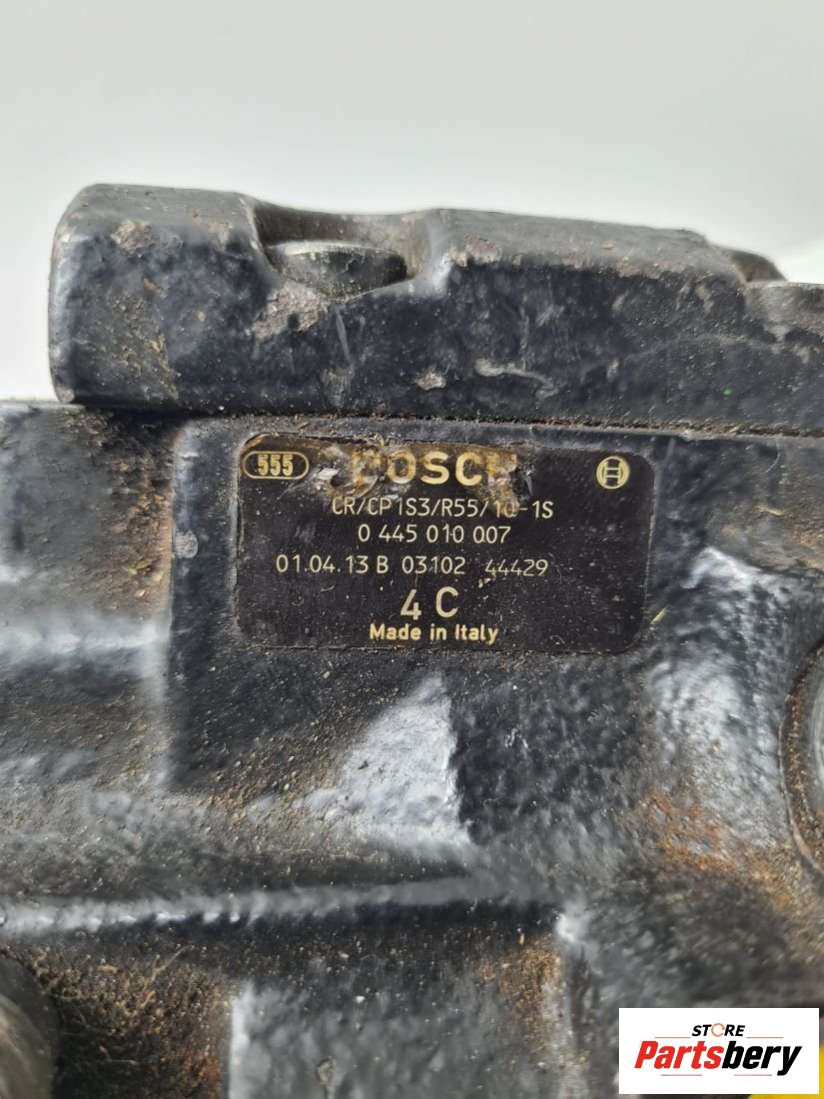 555 BOSCH
CR/CP1S3/R55/10-1S
0 445 010 007
01.04.13 B 03102 44429
4 C
Made in Italy
STORE
Partsbery